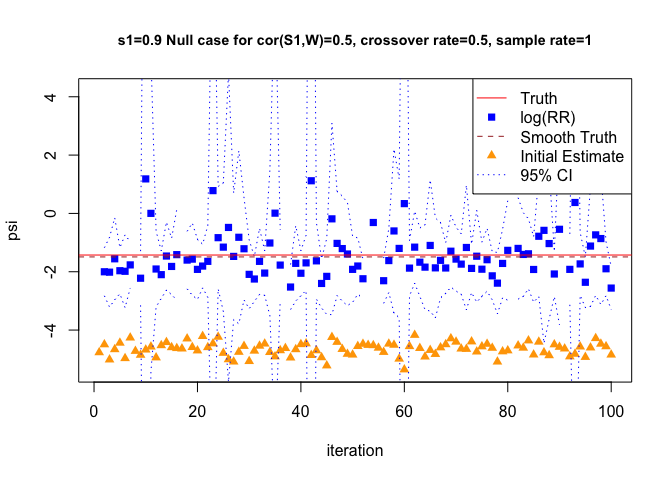 s1=0.9 Null case for cor(S1,W)=0.5, crossover rate=0.5, sample rate=1
psi
4
2
0
-2
-4
Truth
log(RR)
Smooth Truth
Initial Estimate
95% CI
0 20 40 60 80 100
iteration